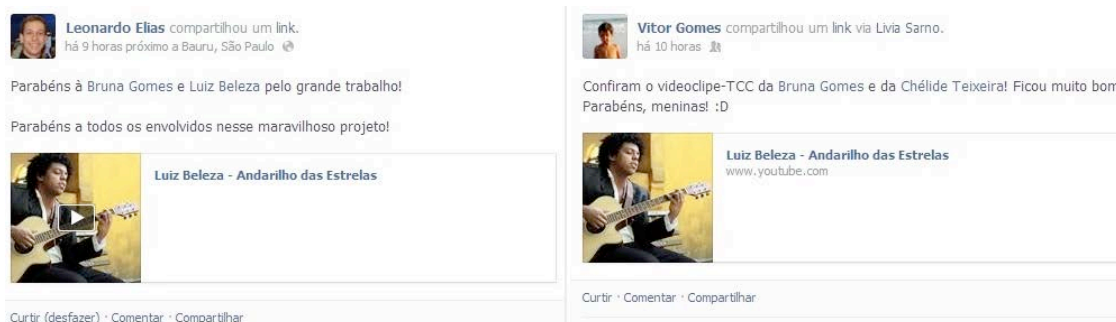 Leonardo Elias compartilhou um link.
há 9 horas próximo a Bauru, São Paulo
Parabéns à Bruna Gomes e Luiz Beleza pelo grande trabalho!
Parabéns a todos os envolvidos nesse maravilhoso projeto!
Luiz Beleza - Andarilho das Estrelas
Curtir (desfazer) · Comentar · Compartilhar
Vitor Gomes compartilhou um link via Livia Sarno.
há 10 horas
Confiram o videoclipe-TCC da Bruna Gomes e da Chélide Teixeira! Ficou muito bom
Parabéns, meninas! :D
Luiz Beleza - Andarilho das Estrelas
www.youtube.com
Curtir · Comentar · Compartilhar